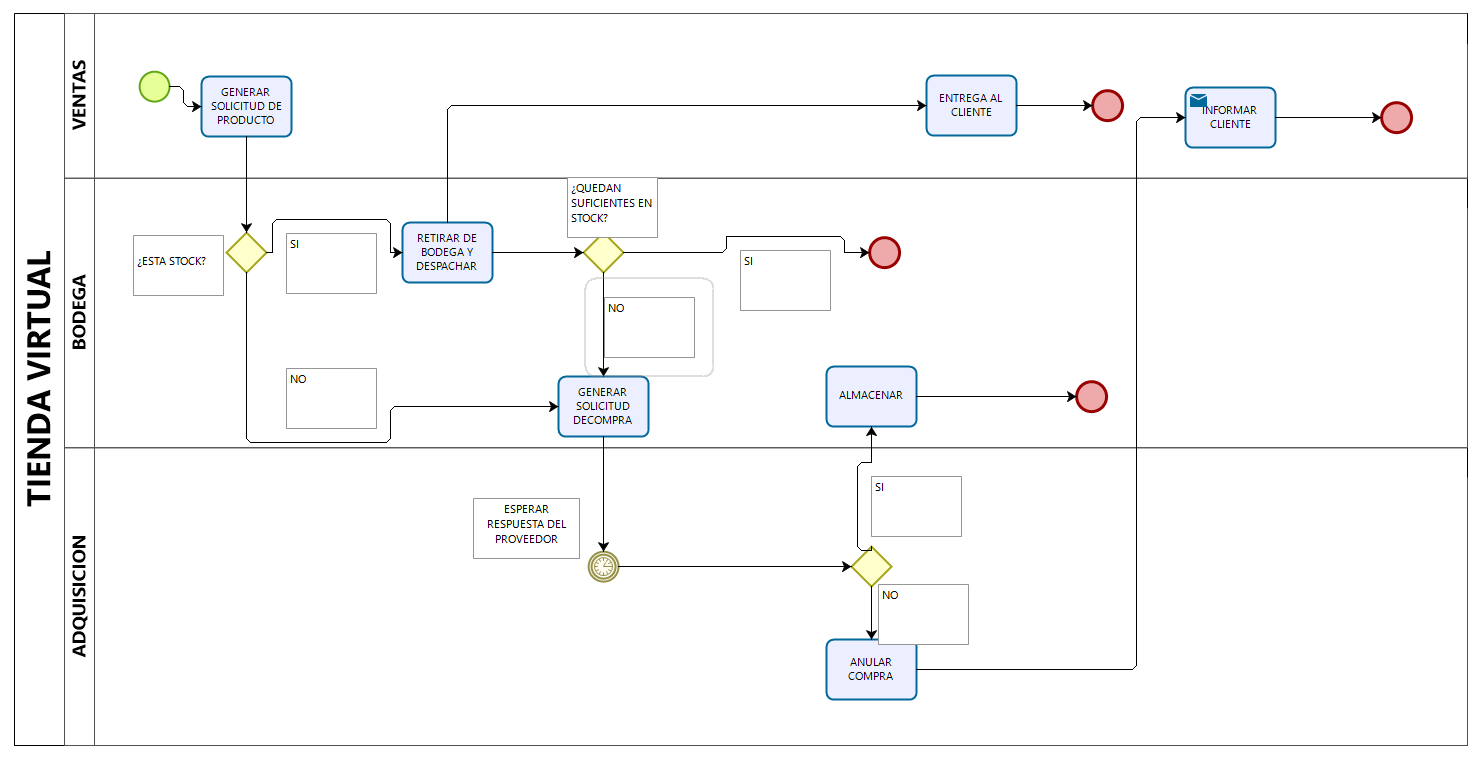 TIENDA VIRTUAL
VENTAS
GENERAR
SOLICITUD DE
PRODUCTO
ENTREGA AL
CLIENTE
INFORMAR
CLIENTE
BODEGA
¿ESTA STOCK?
SI
RETIRAR DE
BODEGA Y
DESPACHAR
¿QUEDAN
SUFICIENTES EN
STOCK?
SI
NO
NO
GENERAR
SOLICITUD
DECOMPRA
ALMACENAR
ADQUISICION
ESPERAR
RESPUESTA DEL
PROVEEDOR
SI
NO
ANULAR
COMPRA